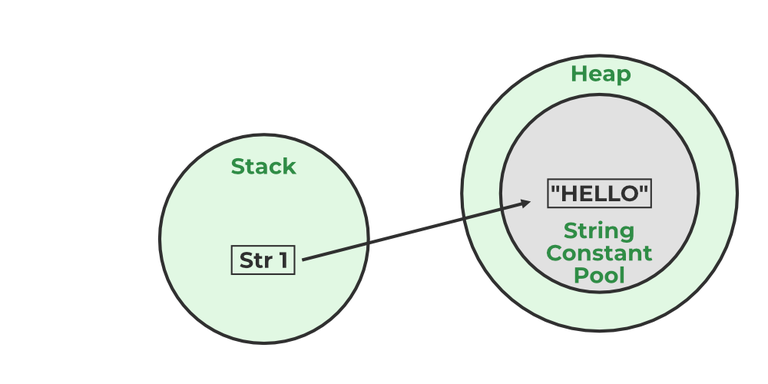 Heap
Stack
"HELLO"
String
Constant
Pool
Str 1